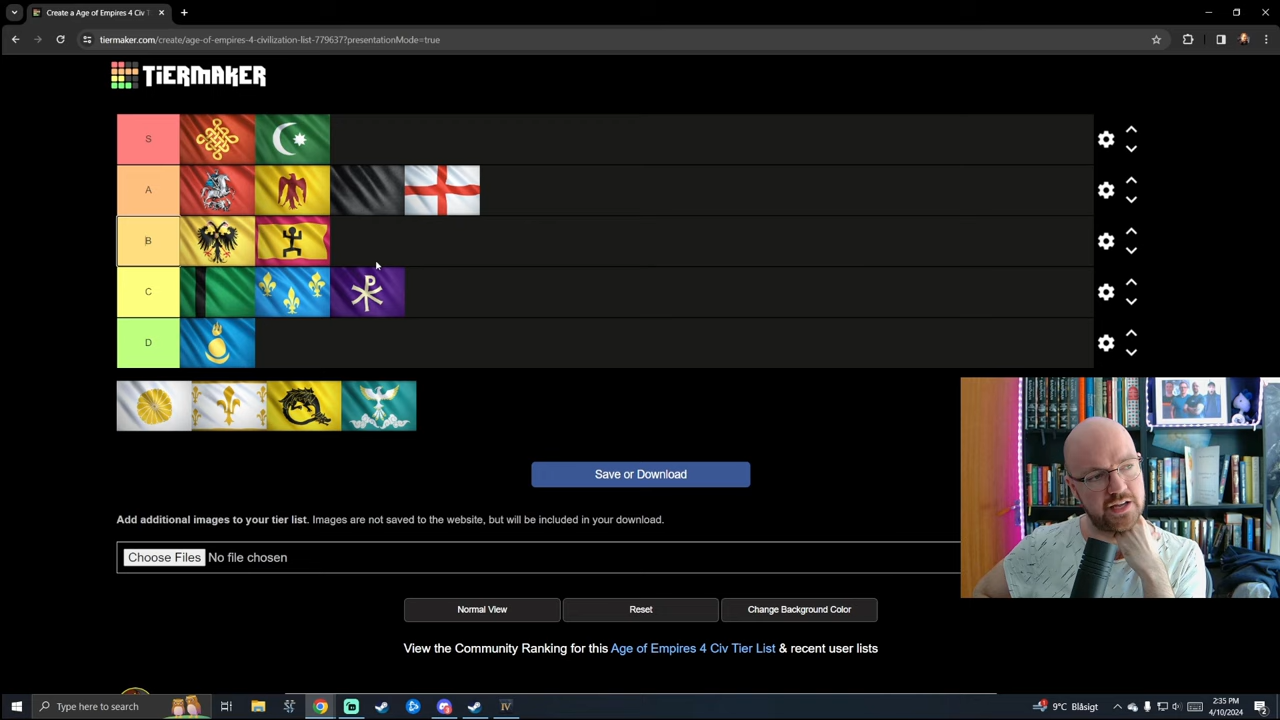 Create a Age of Empires 4 Civ T
tiermaker.com/create/age-of-empires-4-civilization-list-779637?presentationMode=true
TiERMAKER
S
A
B
C
D
Save or Download
Add additional images to your tier list. Images are not saved to the website, but will be included in your download.
Choose Files No file chosen
Normal View
Reset
Change Background Color
View the Community Ranking for this Age of Empires 4 Civ Tier List & recent user lists
Type here to search
IV
9°C Blåsigt
2:35 PM
4/10/2024
2